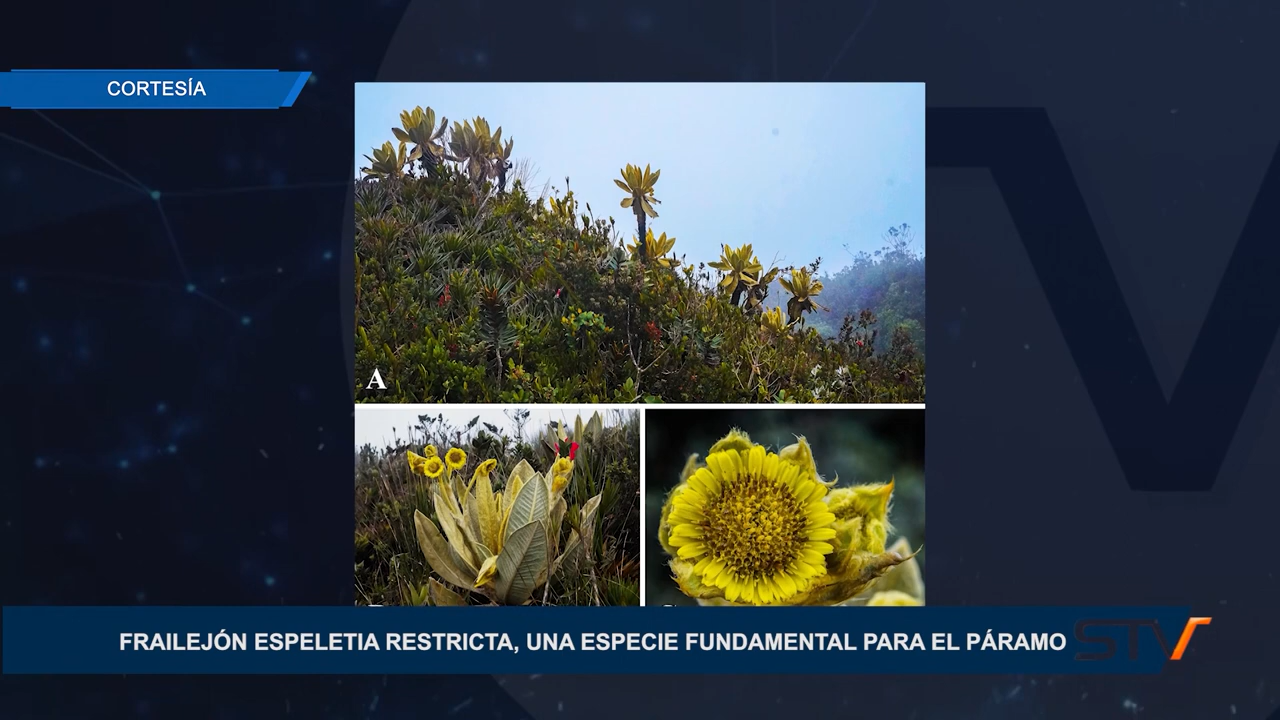 CORTESÍA
A
FRAILEJÓN ESPELETIA RESTRICTA, UNA ESPECIE FUNDAMENTAL PARA EL PÁRAMO
STV